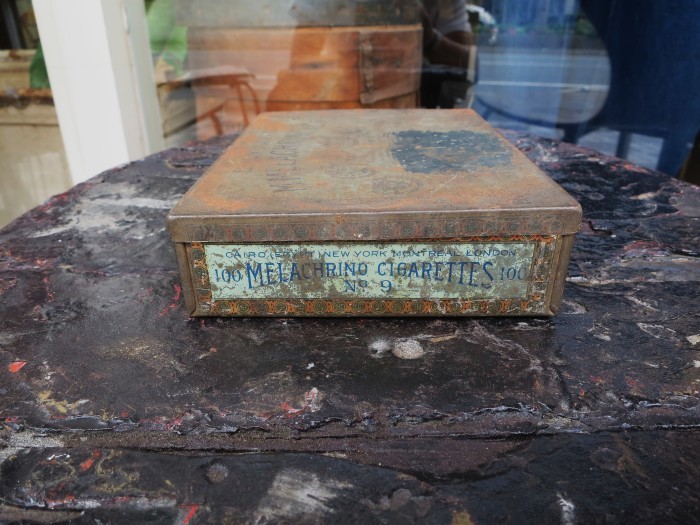 CAIRO (EGYPT) NEW YORK MONTREAL LONDON
100 MELACHRINO CIGARETTES 100
No 9